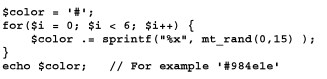 $color = '#';
for($i = 0; $i < 6; $i++) {
    $color .= sprintf("%x", mt_rand(0,15) );
}
echo $color;   // For example '#984e1e'